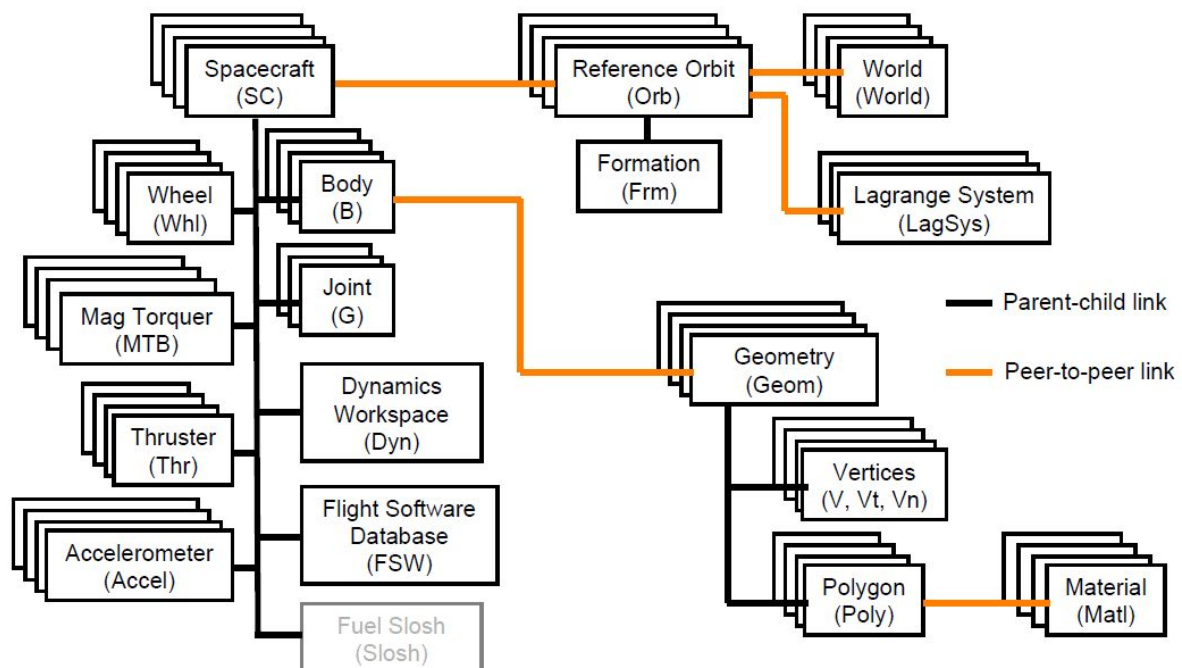 Spacecraft
(SC)
Reference Orbit
(Orb)
World
(World)
Formation
(Frm)
Lagrange System
(LagSys)
Wheel
(Whl)
Body
(B)
Mag Torquer
(MTB)
Joint
(G)
Parent-child link
Peer-to-peer link
Geometry
(Geom)
Dynamics
Workspace
(Dyn)
Thruster
(Thr)
Vertices
(V, Vt, Vn)
Flight Software
Database
(FSW)
Accelerometer
(Accel)
Polygon
(Poly)
Material
(Matl)
Fuel Slosh
(Slosh)